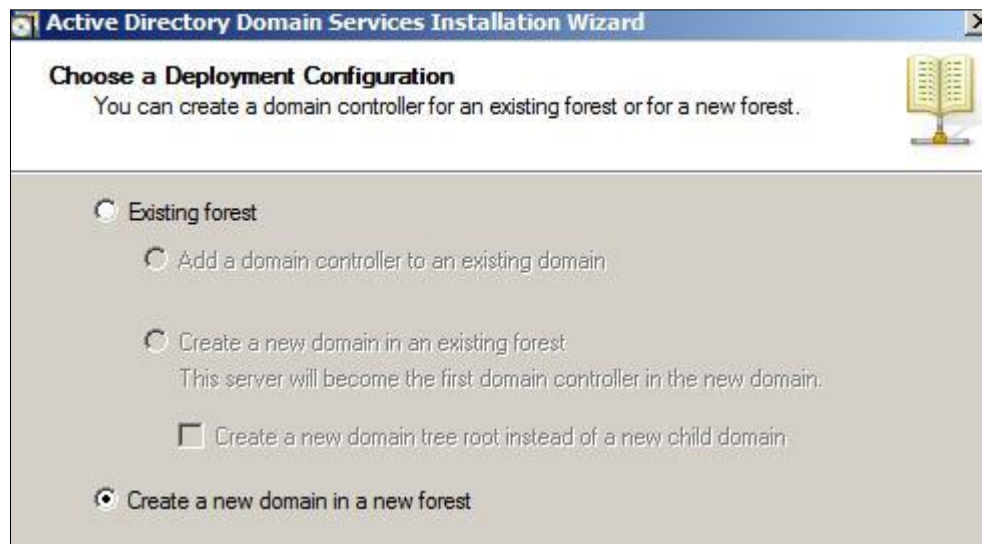 Active Directory Domain Services Installation Wizard
Choose a Deployment Configuration
You can create a domain controller for an existing forest or for a new forest.
Existing forest
Add a domain controller to an existing domain
Create a new domain in an existing forest
This server will become the first domain controller in the new domain.
Create a new domain tree root instead of a new child domain
Create a new domain in a new forest